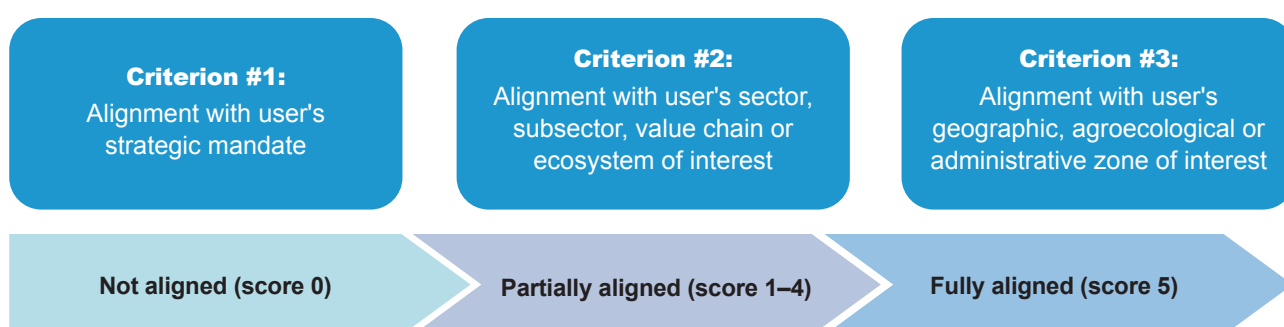 Criterion #1:
Alignment with user's
strategic mandate
Criterion #2:
Alignment with user's sector,
subsector, value chain or
ecosystem of interest
Criterion #3:
Alignment with user's
geographic, agroecological or
administrative zone of interest
Not aligned (score 0)
Partially aligned (score 1–4)
Fully aligned (score 5)